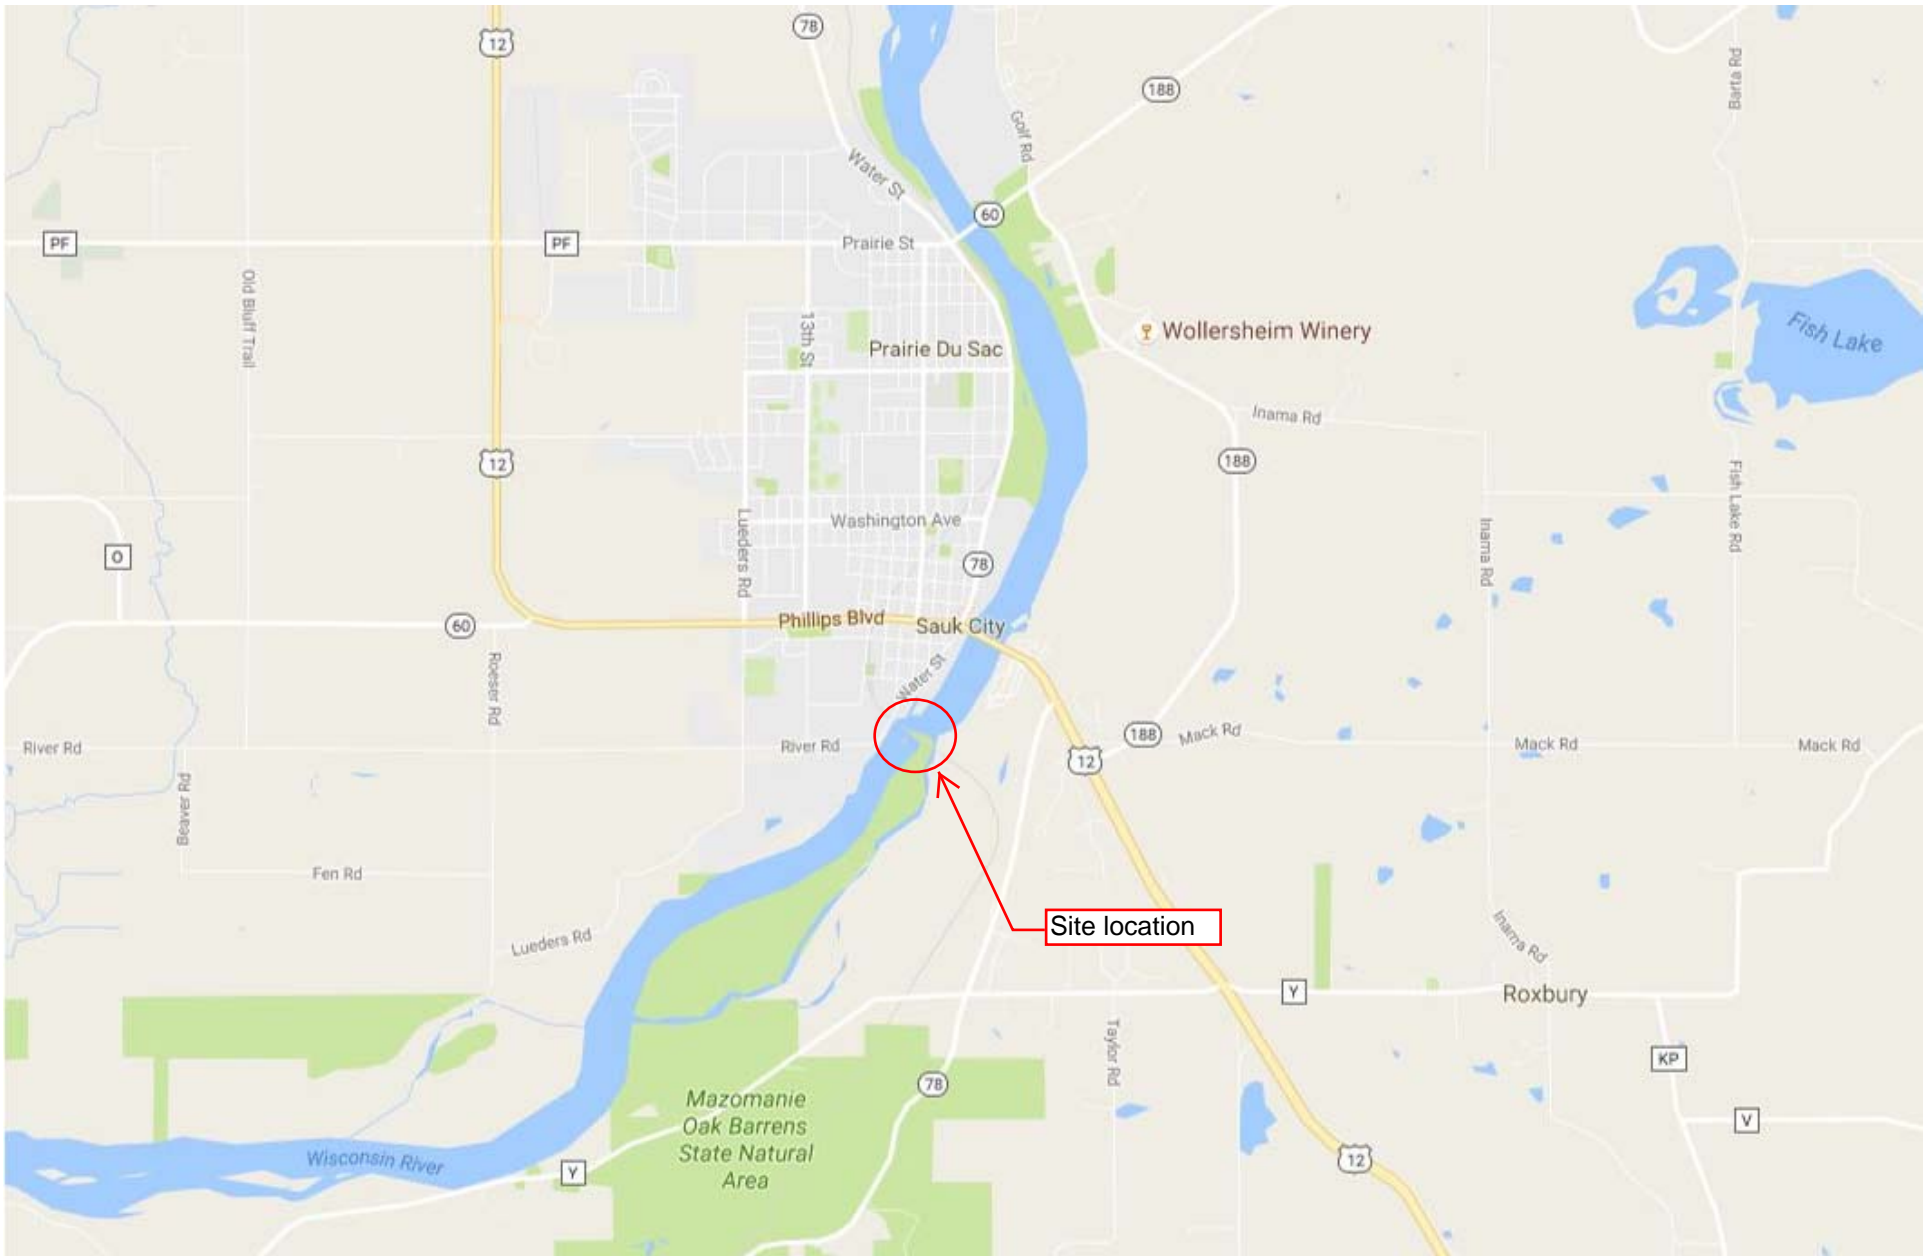 78
12
188
Barta Rd
Golf Rd
Water St
60
PF
PF
Prairie St
Old Bluff Trail
13th St
Wollersheim Winery
Fish Lake
Prairie Du Sac
Inama Rd
12
188
Fish Lake Rd
Lueders Rd
Washington Ave
Inama Rd
O
78
60
Phillips Blvd
Sauk City
Roeser Rd
Water St
River Rd
River Rd
188
Mack Rd
Mack Rd
Mack Rd
12
Beaver Rd
Fen Rd
Site location
Lueders Rd
Inama Rd
Y
Roxbury
Taylor Rd
KP
78
Mazomanie
Oak Barrens
State Natural
Area
V
Wisconsin River
Y
12